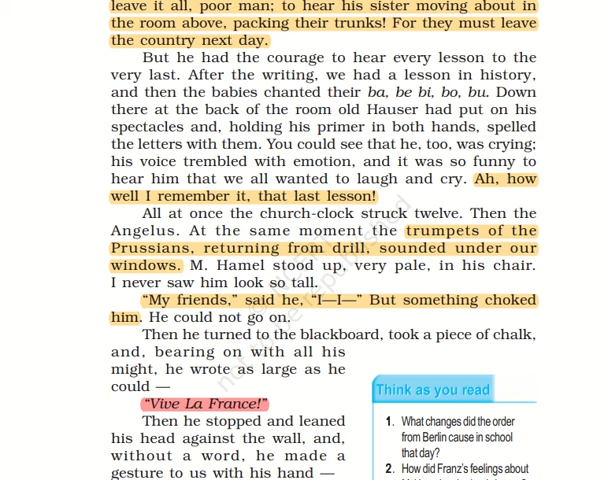 leave it all, poor man; to hear his sister moving about in
the room above, packing their trunks! For they must leave
the country next day.
But he had the courage to hear every lesson to the
very last. After the writing, we had a lesson in history,
and then the babies chanted their ba, be bi, bo, bu. Down
there at the back of the room old Hauser had put on his
spectacles and, holding his primer in both hands, spelled
the letters with them. You could see that he, too, was crying;
his voice trembled with emotion, and it was so funny to
hear him that we all wanted to laugh and cry. Ah, how
well I remember it, that last lesson!
All at once the church-clock struck twelve. Then the
Angelus. At the same moment the trumpets of the
Prussians, returning from drill, sounded under our
windows. M. Hamel stood up, very pale, in his chair.
I never saw him look so tall.
“My friends,” said he, “I—I—” But something choked
him. He could not go on.
Then he turned to the blackboard, took a piece of chalk,
and, bearing on with all his
might, he wrote as large as he
could —
“Vive La France!”
Then he stopped and leaned
his head against the wall, and,
without a word, he made a
gesture to us with his hand —
Think as you read
1. What changes did the order
from Berlin cause in school
that day?
2. How did Franz's feelings about
not to be republished